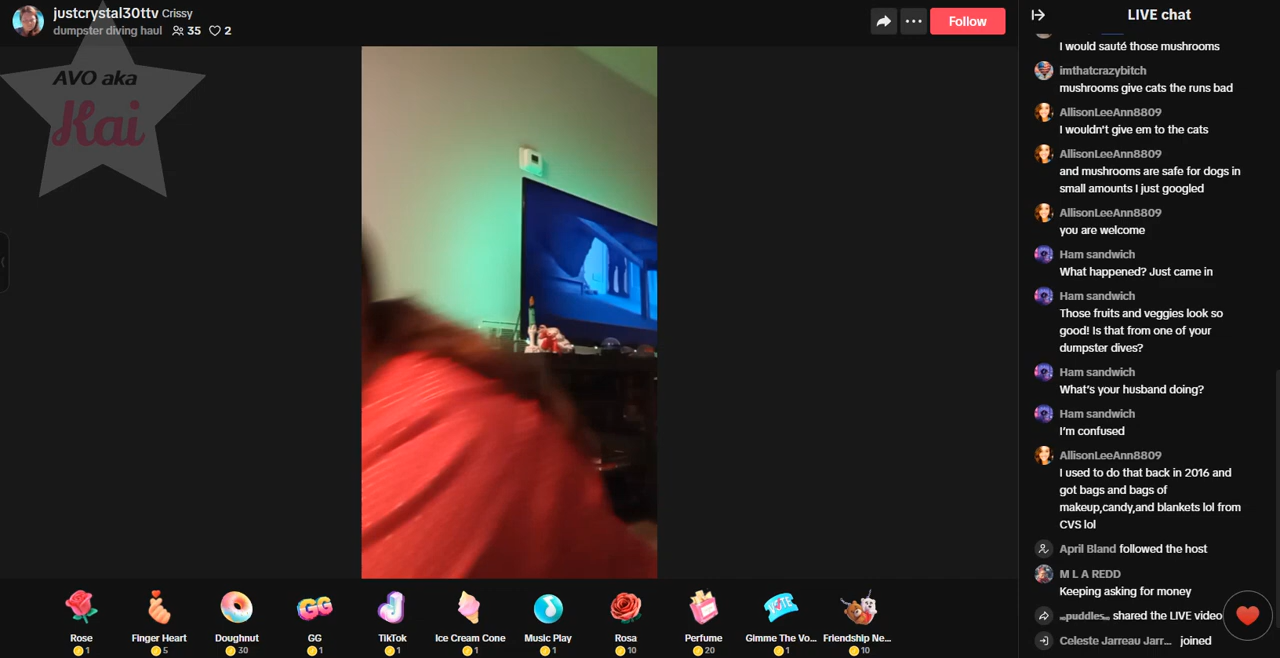 justcrystal30ttv Crissy
dumpster diving haul 35 2
Follow
AVO aka
Kai
LIVE chat
I would sauté those mushrooms
imthatcrazybitch
mushrooms give cats the runs bad
AllisonLeeAnn8809
I wouldn't give em to the cats
AllisonLeeAnn8809
and mushrooms are safe for dogs in
small amounts I just googled
AllisonLeeAnn8809
you are welcome
Ham sandwich
What happened? Just came in
Ham sandwich
Those fruits and veggies look so
good! Is that from one of your
dumpster dives?
Ham sandwich
What's your husband doing?
Ham sandwich
I'm confused
AllisonLeeAnn8809
I used to do that back in 2016 and
got bags and bags of
makeup,candy,and blankets lol from
CVS lol
April Bland followed the host
M L A REDD
Keeping asking for money
shared the LIVE video
Celeste Jarreau Jarr... joined
GG
VOTE
Rose
1
Finger Heart
5
Doughnut
30
GG
1
TikTok
1
Ice Cream Cone
1
Music Play
1
Rosa
10
Perfume
20
Gimme The Vo...
1
Friendship Ne...
10